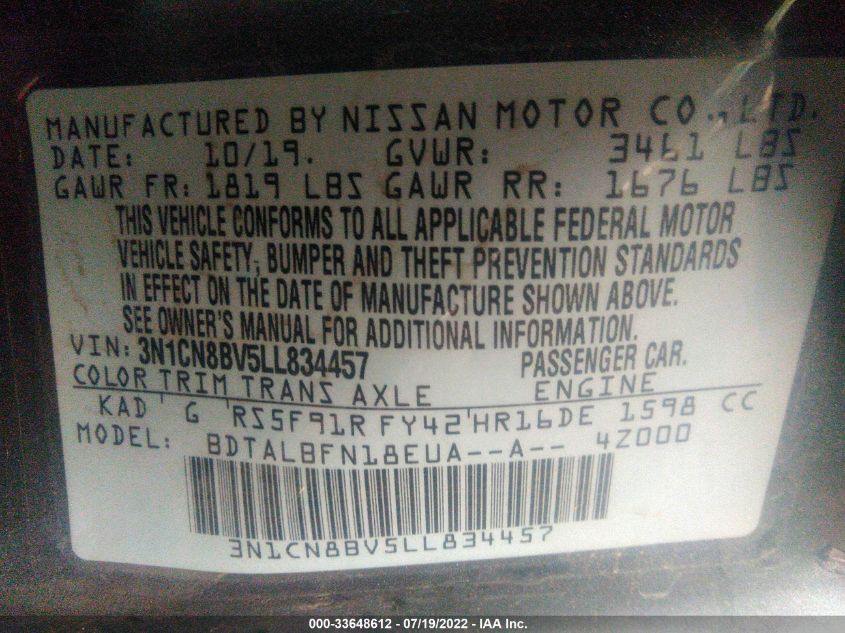 MANUFACTURED BY NISSAN MOTOR CO., LTD.
DATE: 10/19. GVWR: 3461 LBS
GAWR FR: 1819 LBS GAWR RR: 1676 LBS
THIS VEHICLE CONFORMS TO ALL APPLICABLE FEDERAL MOTOR
VEHICLE SAFETY, BUMPER AND THEFT PREVENTION STANDARDS
IN EFFECT ON THE DATE OF MANUFACTURE SHOWN ABOVE.
SEE OWNER'S MANUAL FOR ADDITIONAL INFORMATION.
VIN: 3N1CN8BV5LL834457 PASSENGER CAR.
COLOR TRIM TRANS AXLE ENGINE
KAD G RS5F91R FY42 HR16DE 1598 CC
MODEL: BDTALBFN18EUA--A-- 4Z000
3N1CN8BV5LL834457
000-33648612 - 07/19/2022 - IAA Inc.